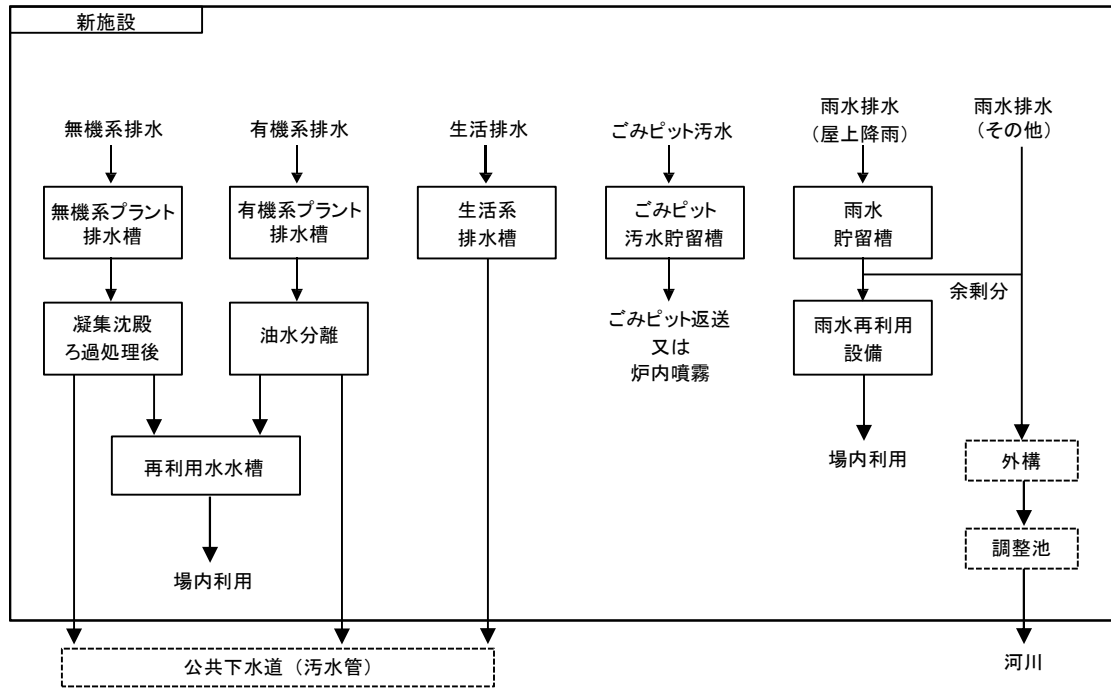 新施設
無機系排水
有機系排水
生活排水
ごみピット汚水
雨水排水
(屋上降雨)
雨水排水
(その他)
無機系プラント
排水槽
有機系プラント
排水槽
生活系
排水槽
ごみピット
汚水貯留槽
雨水
貯留槽
余剰分
凝集沈殿
ろ過処理後
油水分離
ごみピット返送
又は
炉内噴霧
雨水再利用
設備
再利用水水槽
場内利用
外構
場内利用
調整池
公共下水道(汚水管)
河川